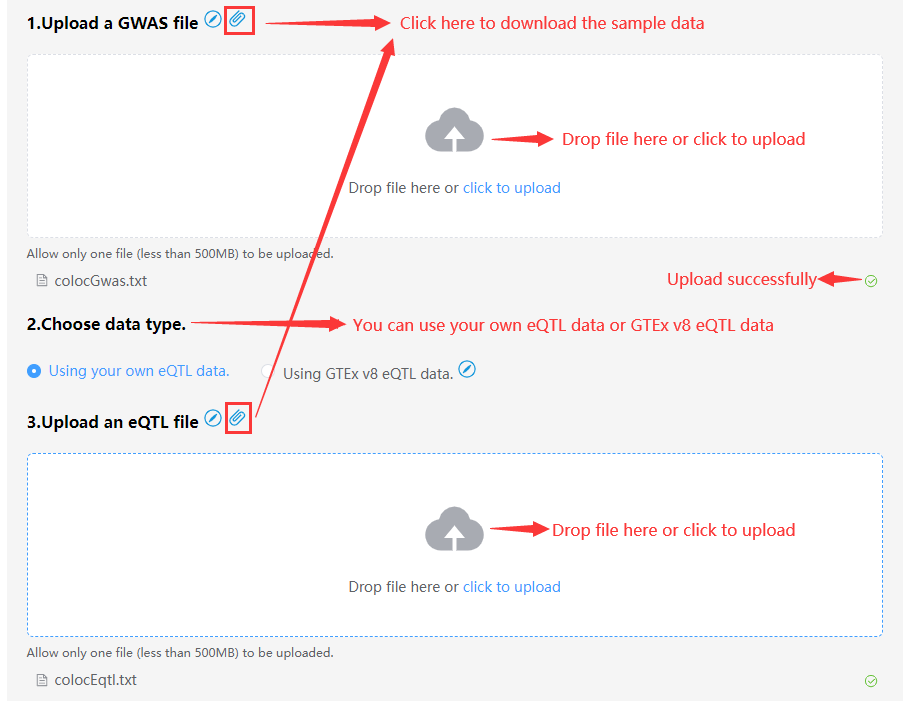 1.Upload a GWAS file
Click here to download the sample data
Drop file here or click to upload
Drop file here or click to upload
Allow only one file (less than 500MB) to be uploaded.
colocGwas.txt
Upload successfully
2.Choose data type.
You can use your own eQTL data or GTEx v8 eQTL data
Using your own eQTL data.
Using GTEx v8 eQTL data.
3.Upload an eQTL file
Drop file here or click to upload
Drop file here or click to upload
Allow only one file (less than 500MB) to be uploaded.
colocEqtl.txt